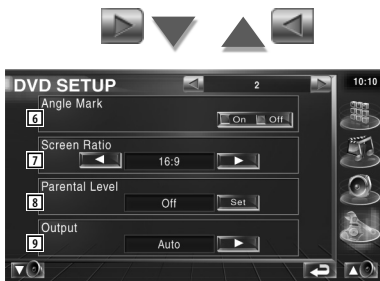 DVD SETUP 2 10:10
Angle Mark
6 On Off
Screen Ratio
7 16:9
Parental Level
8 Off Set
Output
9 Auto